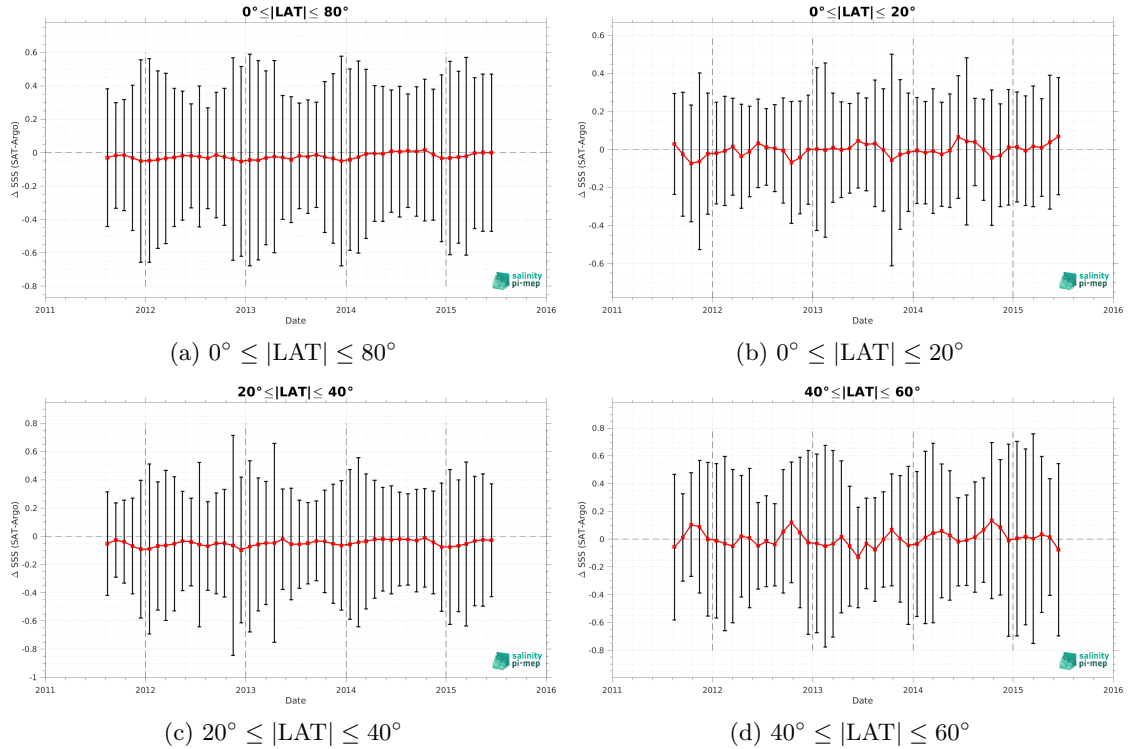 0°≤|LAT|≤ 80°
0.6
0.4
0.2
0
-0.2
-0.4
-0.6
-0.8
Δ SSS (SAT-Argo)
2011 2012 2013 2014 2015 2016
Date
salinity
pi-mep
(a) 0° ≤ |LAT| ≤ 80°
0°≤|LAT|≤ 20°
0.6
0.4
0.2
0
-0.2
-0.4
-0.6
Δ SSS (SAT-Argo)
2011 2012 2013 2014 2015 2016
Date
salinity
pi-mep
(b) 0° ≤ |LAT| ≤ 20°
20°≤|LAT|≤ 40°
0.8
0.6
0.4
0.2
0
-0.2
-0.4
-0.6
-0.8
-1
Δ SSS (SAT-Argo)
2011 2012 2013 2014 2015 2016
Date
salinity
pi-mep
(c) 20° ≤ |LAT| ≤ 40°
40°≤|LAT|≤ 60°
0.8
0.6
0.4
0.2
0
-0.2
-0.4
-0.6
-0.8
Δ SSS (SAT-Argo)
2011 2012 2013 2014 2015 2016
Date
salinity
pi-mep
(d) 40° ≤ |LAT| ≤ 60°